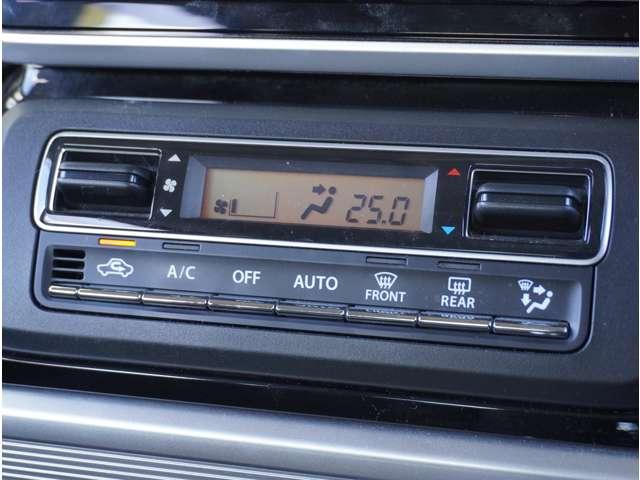 25.0
A/C OFF AUTO FRONT REAR